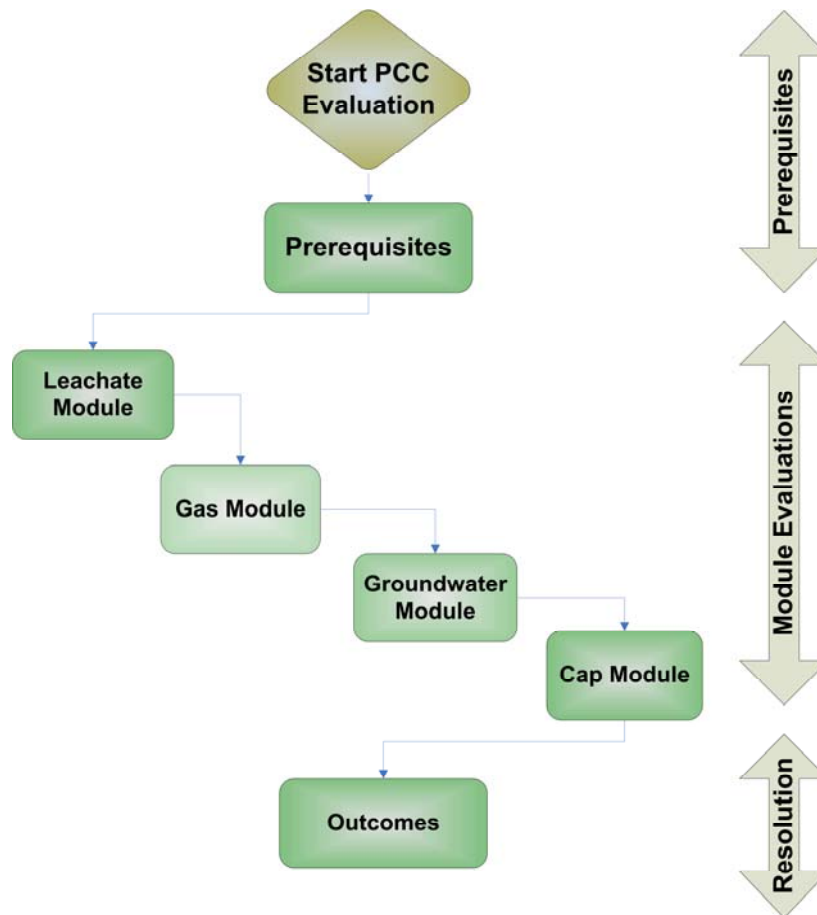 Start PCC
Evaluation
Prerequisites
Prerequisites
Leachate
Module
Gas Module
Groundwater
Module
Cap Module
Module Evaluations
Outcomes
Resolution